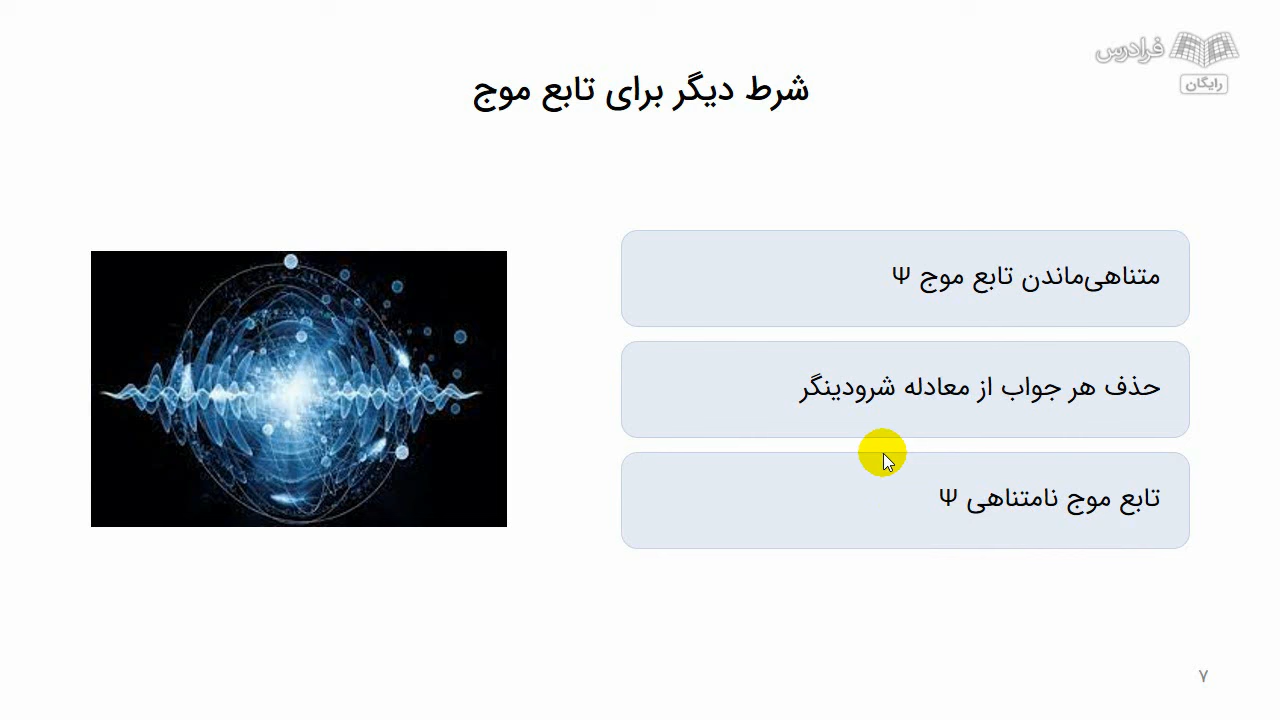 فرادرس
رایگان
شرط دیگر برای تابع موج
متناهی‌ماندن تابع موج Ψ
حذف هر جواب از معادله شرودینگر
تابع موج نامتناهی Ψ
۷